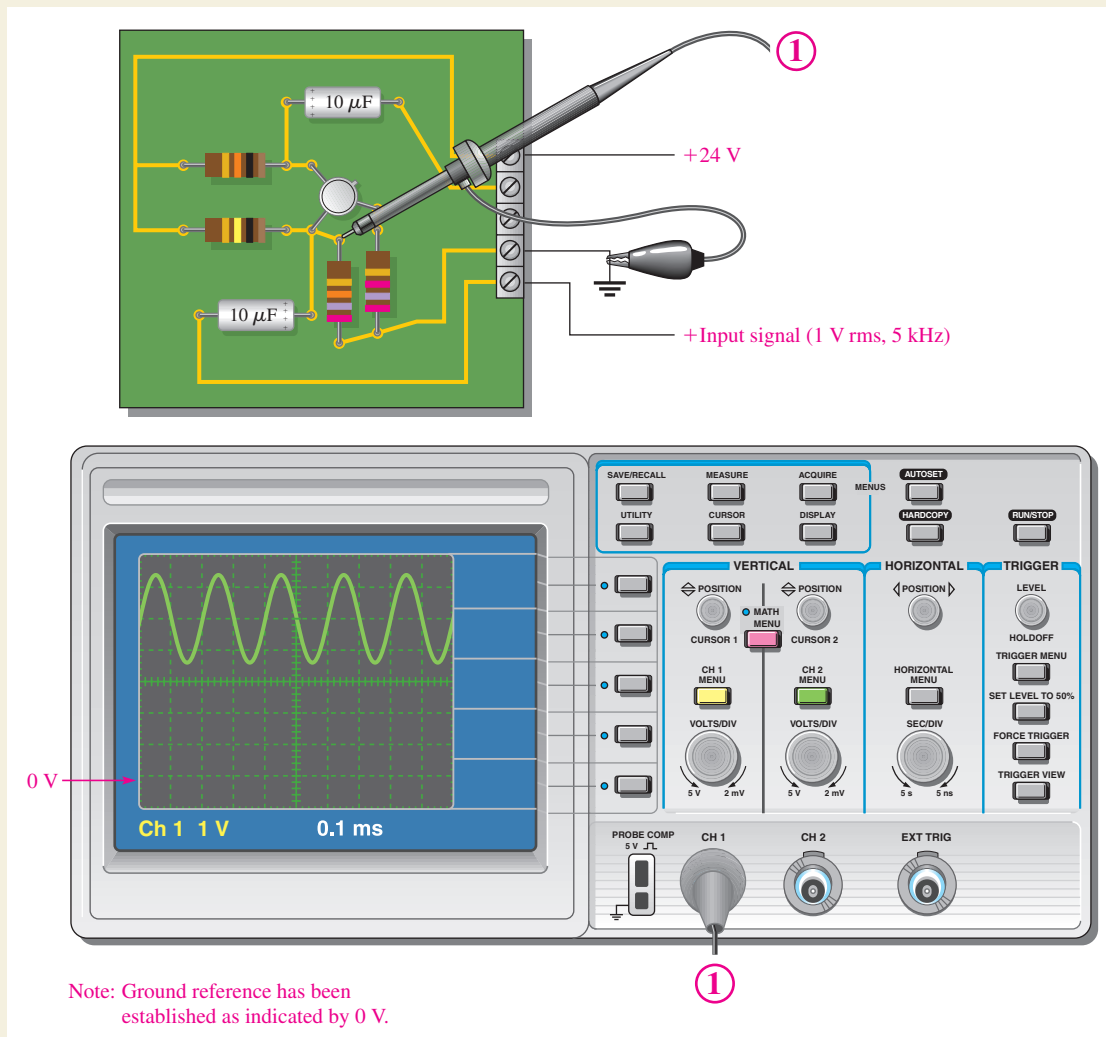 1
10 μF
+24 V
10 μF
+Input signal (1 V rms, 5 kHz)
SAVE/RECALL MEASURE ACQUIRE
MENUS
AUTOSET
UTILITY CURSOR DISPLAY
HARDCOPY
RUN/STOP
VERTICAL HORIZONTAL TRIGGER
POSITION POSITION POSITION LEVEL
MATH
MENU
CURSOR 1 CURSOR 2 HOLDOFF
TRIGGER MENU
CH 1
MENU
CH 2
MENU
HORIZONTAL
MENU
SET LEVEL TO 50%
VOLTS/DIV VOLTS/DIV SEC/DIV
FORCE TRIGGER
TRIGGER VIEW
5 V 2 mV 5 V 2 mV 5 s 5 ns
0 V
Ch 1 1 V 0.1 ms
PROBE COMP
5 V
CH 1 CH 2 EXT TRIG
1
Note: Ground reference has been
established as indicated by 0 V.